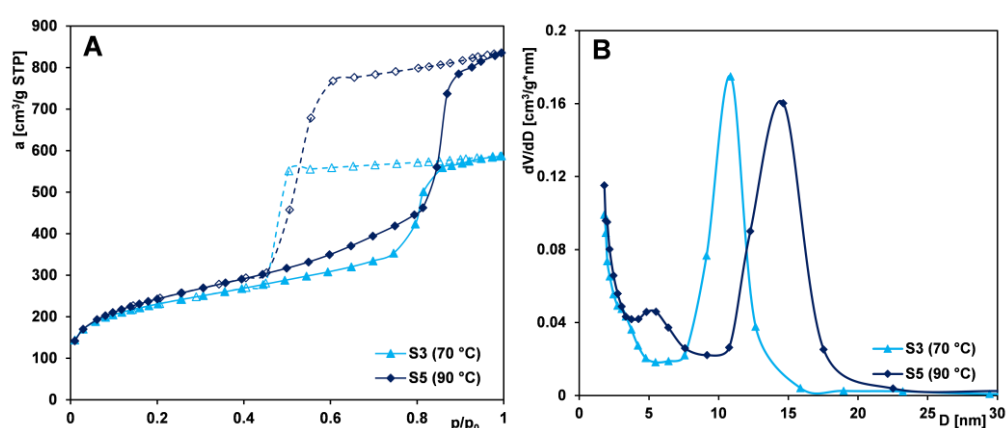 A
a [cm³/g STP]
900
800
700
600
500
400
300
200
100
0
0
0.2
0.4
0.6
0.8
1
p/p₀
S3 (70 °C)
S5 (90 °C)
B
dV/dD [cm³/g*nm]
0.2
0.16
0.12
0.08
0.04
0
0
5
10
15
20
25
30
D [nm]
S3 (70 °C)
S5 (90 °C)